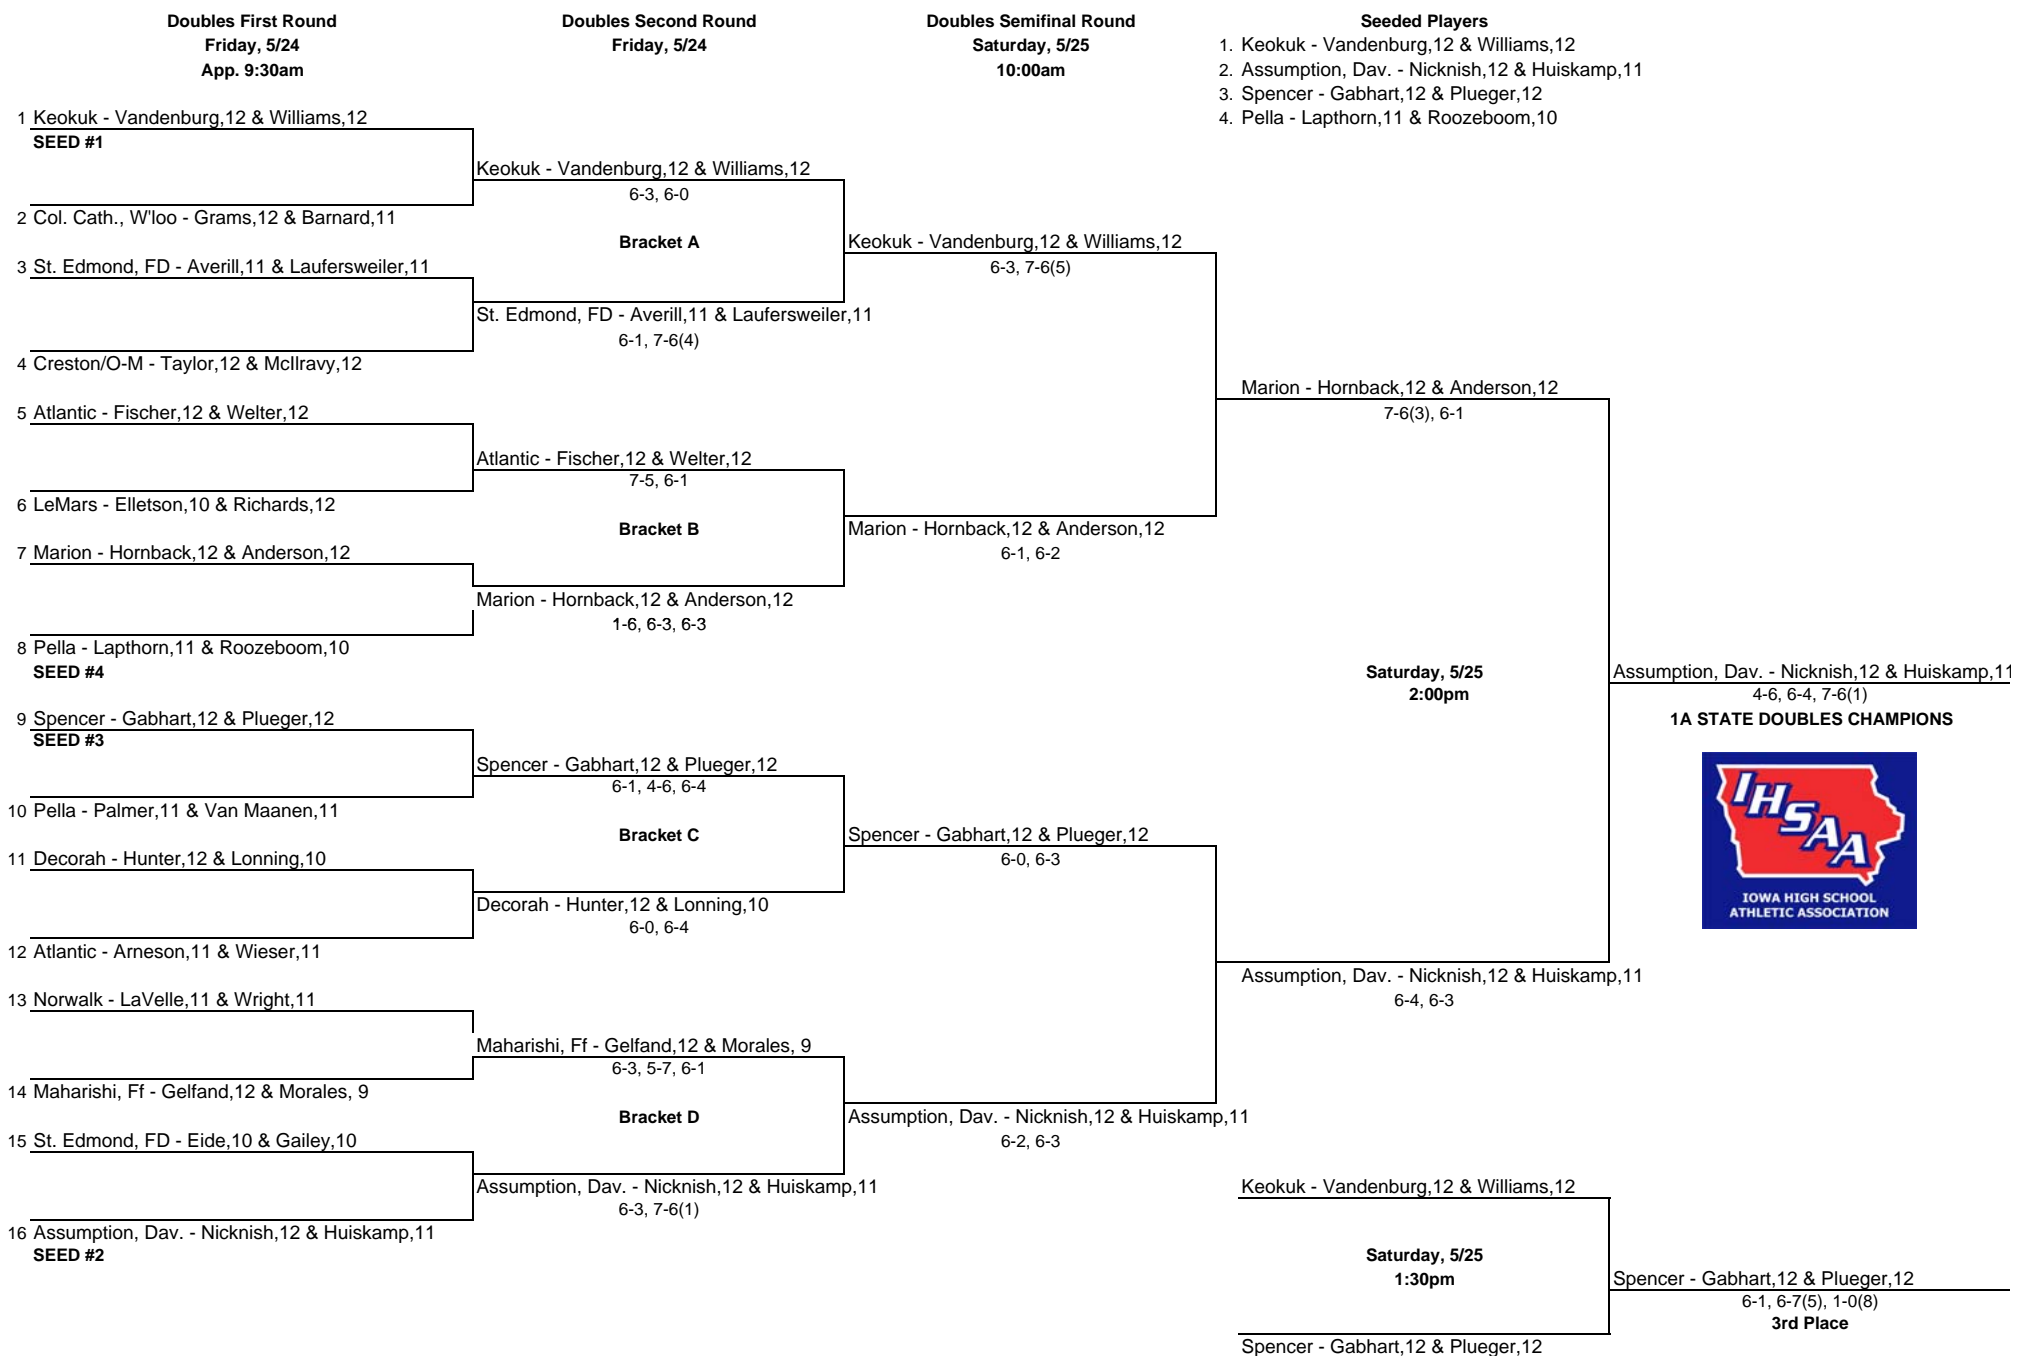 Doubles First Round
Friday, 5/24
App. 9:30am
Doubles Second Round
Friday, 5/24
Doubles Semifinal Round
Saturday, 5/25
10:00am
Seeded Players
1. Keokuk - Vandenburg,12 & Williams,12
2. Assumption, Dav. - Nicknish,12 & Huiskamp,11
3. Spencer - Gabhart,12 & Plueger,12
4. Pella - Lapthorn,11 & Roozeboom,10
1 Keokuk - Vandenburg,12 & Williams,12
SEED #1
2 Col. Cath., W'loo - Grams,12 & Barnard,11
3 St. Edmond, FD - Averill,11 & Laufersweiler,11
4 Creston/O-M - Taylor,12 & McIlravy,12
5 Atlantic - Fischer,12 & Welter,12
6 LeMars - Elletson,10 & Richards,12
7 Marion - Hornback,12 & Anderson,12
8 Pella - Lapthorn,11 & Roozeboom,10
SEED #4
9 Spencer - Gabhart,12 & Plueger,12
SEED #3
10 Pella - Palmer,11 & Van Maanen,11
11 Decorah - Hunter,12 & Lonning,10
12 Atlantic - Arneson,11 & Wieser,11
13 Norwalk - LaVelle,11 & Wright,11
14 Maharishi, Ff - Gelfand,12 & Morales, 9
15 St. Edmond, FD - Eide,10 & Gailey,10
16 Assumption, Dav. - Nicknish,12 & Huiskamp,11
SEED #2
Keokuk - Vandenburg,12 & Williams,12
6-3, 6-0
Bracket A
St. Edmond, FD - Averill,11 & Laufersweiler,11
6-1, 7-6(4)
Atlantic - Fischer,12 & Welter,12
7-5, 6-1
Bracket B
Marion - Hornback,12 & Anderson,12
1-6, 6-3, 6-3
Spencer - Gabhart,12 & Plueger,12
6-1, 4-6, 6-4
Bracket C
Decorah - Hunter,12 & Lonning,10
6-0, 6-4
Maharishi, Ff - Gelfand,12 & Morales, 9
6-3, 5-7, 6-1
Bracket D
Assumption, Dav. - Nicknish,12 & Huiskamp,11
6-3, 7-6(1)
Keokuk - Vandenburg,12 & Williams,12
6-3, 7-6(5)
Marion - Hornback,12 & Anderson,12
6-1, 6-2
Spencer - Gabhart,12 & Plueger,12
6-0, 6-3
Assumption, Dav. - Nicknish,12 & Huiskamp,11
6-2, 6-3
Marion - Hornback,12 & Anderson,12
7-6(3), 6-1
Saturday, 5/25
2:00pm
Assumption, Dav. - Nicknish,12 & Huiskamp,11
6-4, 6-3
Assumption, Dav. - Nicknish,12 & Huiskamp,11
4-6, 6-4, 7-6(1)
1A STATE DOUBLES CHAMPIONS
IHSAA
IOWA HIGH SCHOOL
ATHLETIC ASSOCIATION
Keokuk - Vandenburg,12 & Williams,12
Saturday, 5/25
1:30pm
Spencer - Gabhart,12 & Plueger,12
Spencer - Gabhart,12 & Plueger,12
6-1, 6-7(5), 1-0(8)
3rd Place